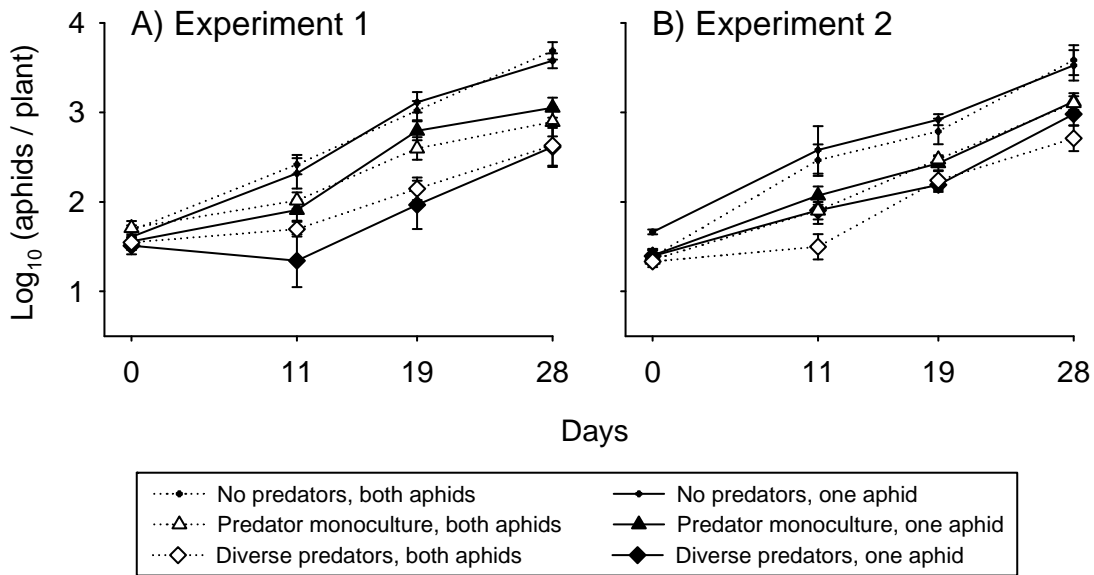 A) Experiment 1
B) Experiment 2
Log10 (aphids / plant)
4
3
2
1
0 11 19 28
0 11 19 28
Days
No predators, both aphids
No predators, one aphid
Predator monoculture, both aphids
Predator monoculture, one aphid
Diverse predators, both aphids
Diverse predators, one aphid